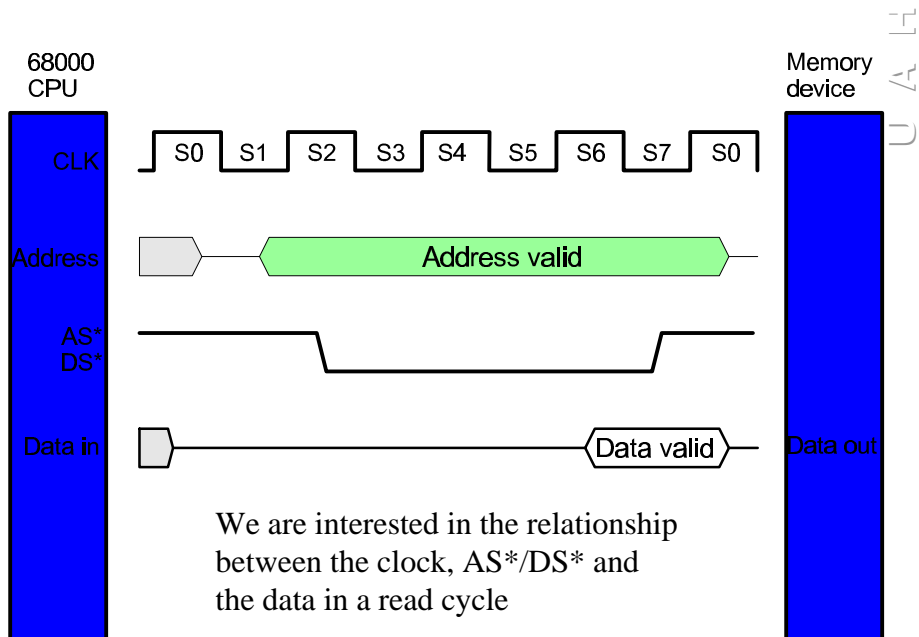 U A H
68000
CPU
Memory
device
CLK
S0 S1 S2 S3 S4 S5 S6 S7 S0
Address
Address valid
AS*
DS*
Data in
Data valid
Data out
We are interested in the relationship
between the clock, AS*/DS* and
the data in a read cycle